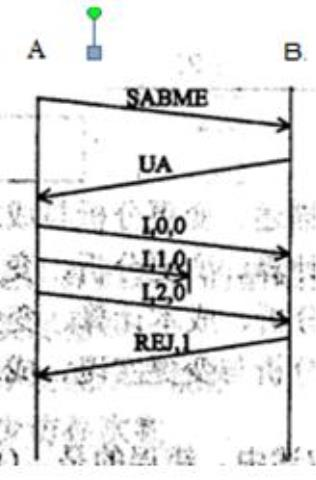 A B
SABME
UA
I,0,0
I,1,0
I,2,0
REJ,1